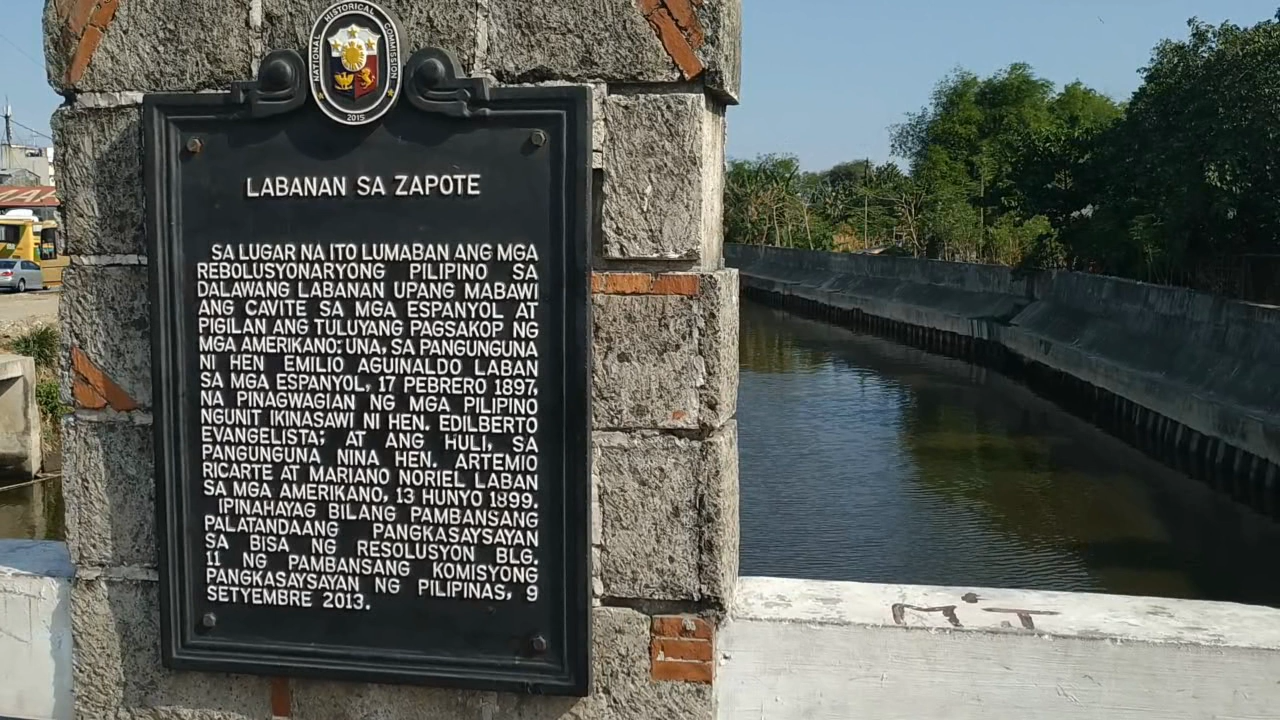 NATIONAL HISTORICAL COMMISSION
2015
LABANAN SA ZAPOTE
SA LUGAR NA ITO LUMABAN ANG MGA
REBOLUSYONARYONG PILIPINO SA
DALAWANG LABANAN UPANG MABAWI
ANG CAVITE SA MGA ESPANYOL AT
PIGILAN ANG TULUYANG PAGSAKOP NG
MGA AMERIKANO: UNA, SA PANGUNGUNA
NI HEN EMILIO AGUINALDO LABAN
SA MGA ESPANYOL, 17 PEBRERO 1897,
NA PINAGWAGIAN NG MGA PILIPINO
NGUNIT IKINASAWI NI HEN. EDILBERTO
EVANGELISTA; AT ANG HULI, SA
PANGUNGUNA NINA HEN. ARTEMIO
RICARTE AT MARIANO NORIEL LABAN
SA MGA AMERIKANO, 13 HUNYO 1899.
IPINAHAYAG BILANG PAMBANSANG
PALATANDAANG PANGKASAYSAYAN
SA BISA NG RESOLUSYON BLG.
11 NG PAMBANSANG KOMISYONG
PANGKASAYSAYAN NG PILIPINAS, 9
SETYEMBRE 2013.